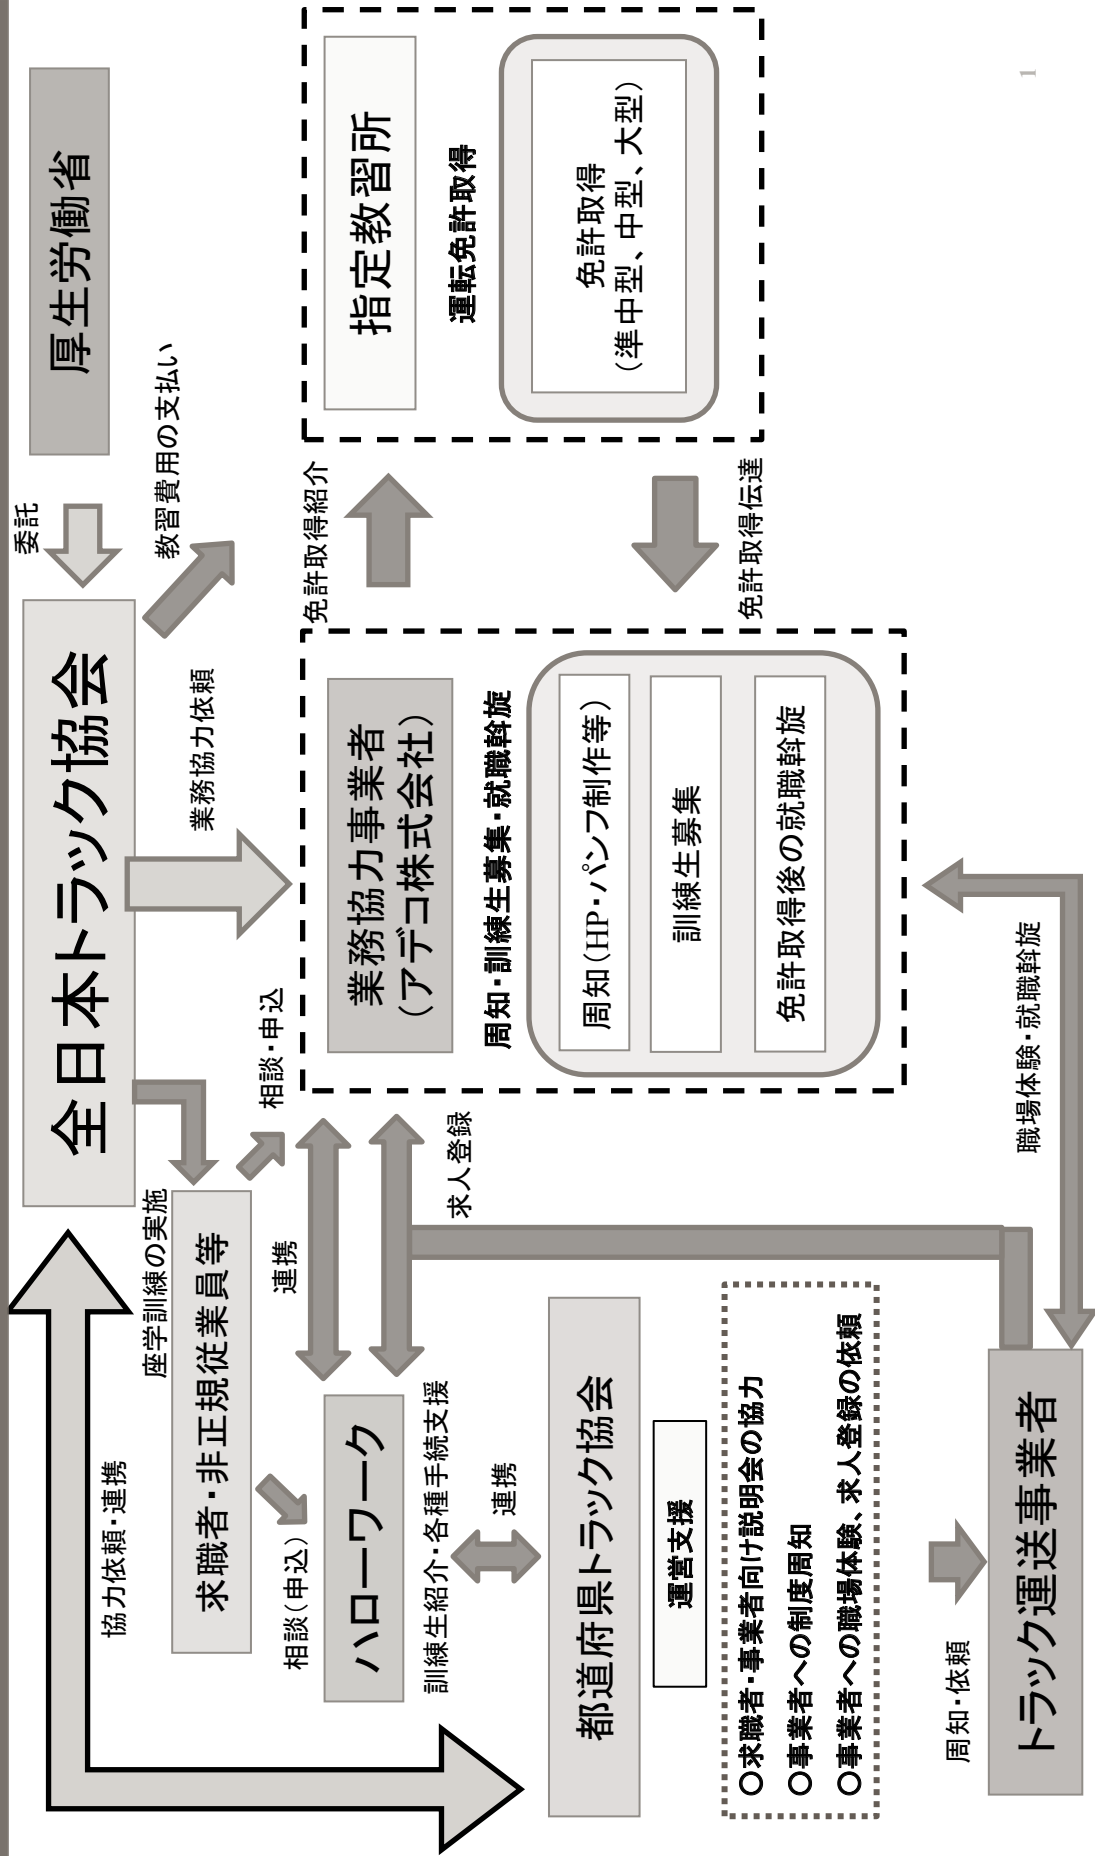 厚生労働省
委託
全日本トラック協会
教習費用の支払い
業務協力依頼
座学訓練の実施
協力依頼・連携
求職者・非正規従業員等
相談・申込
相談(申込)
連携
ハローワーク
訓練生紹介・各種手続支援
求人登録
連携
業務協力事業者
(アデコ株式会社)
周知・訓練生募集・就職斡旋
周知(HP・パンフ制作等)
訓練生募集
免許取得後の就職斡旋
免許取得紹介
免許取得伝達
指定教習所
運転免許取得
免許取得
(準中型、中型、大型)
都道府県トラック協会
運営支援
○求職者・事業者向け説明会の協力
○事業者への制度周知
○事業者への職場体験、求人登録の依頼
周知・依頼
職場体験・就職斡旋
トラック運送事業者
1